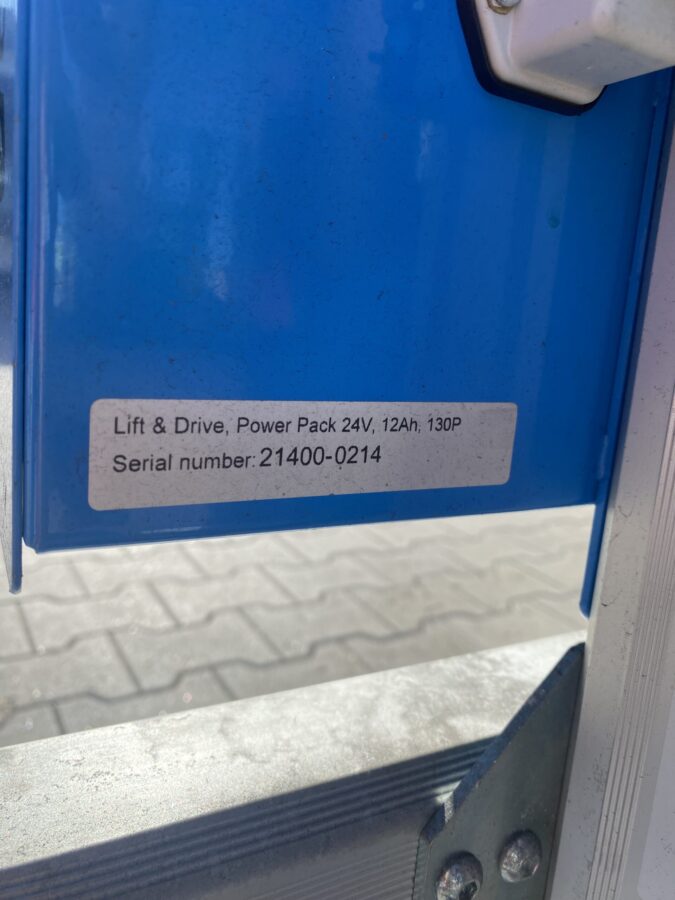 Lift & Drive, Power Pack 24V, 12Ah, 130P
Serial number: 21400-0214